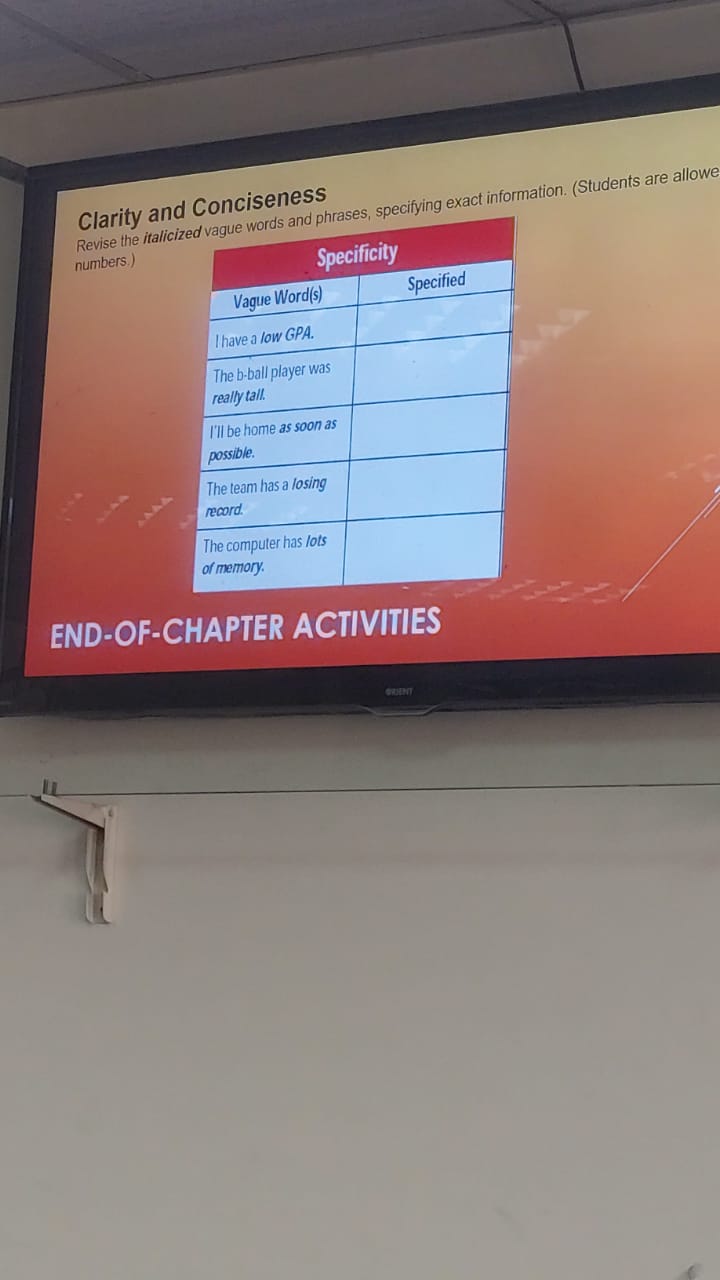 Clarity and Conciseness
Revise the italicized vague words and phrases, specifying exact information. (Students are allowe
numbers.)
Specificity
Vague Word(s) Specified
I have a low GPA.
The b-ball player was
really tall.
I'll be home as soon as
possible.
The team has a losing
record.
The computer has lots
of memory.
END-OF-CHAPTER ACTIVITIES
ORIENT